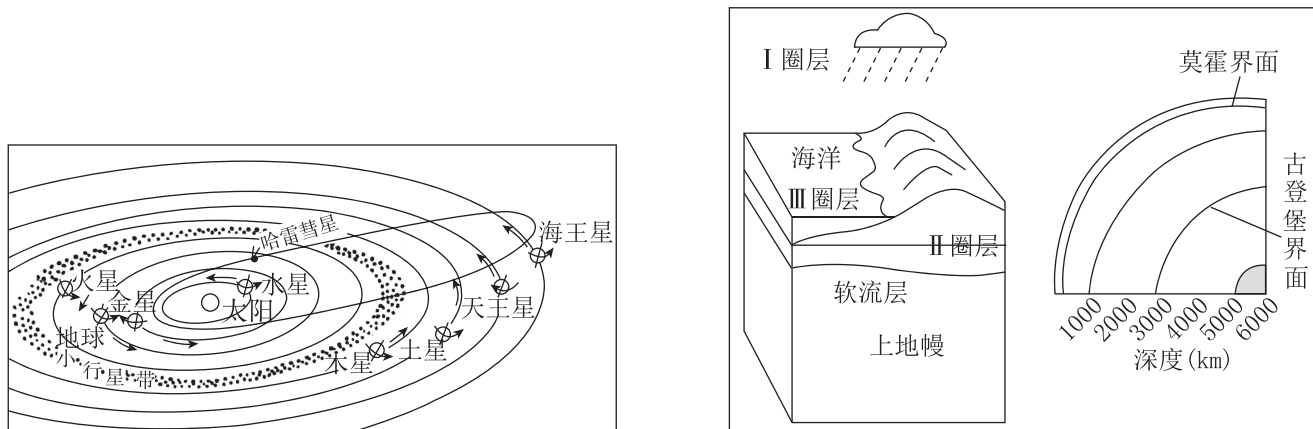 哈雷彗星
海王星
火星
水星
金星
太阳
天王星
地球
木星
土星
小行星带
Ⅰ圈层
海洋
Ⅲ圈层
Ⅱ圈层
软流层
上地幔
莫霍界面
古登堡界面
1000
2000
3000
4000
5000
6000
深度(km)